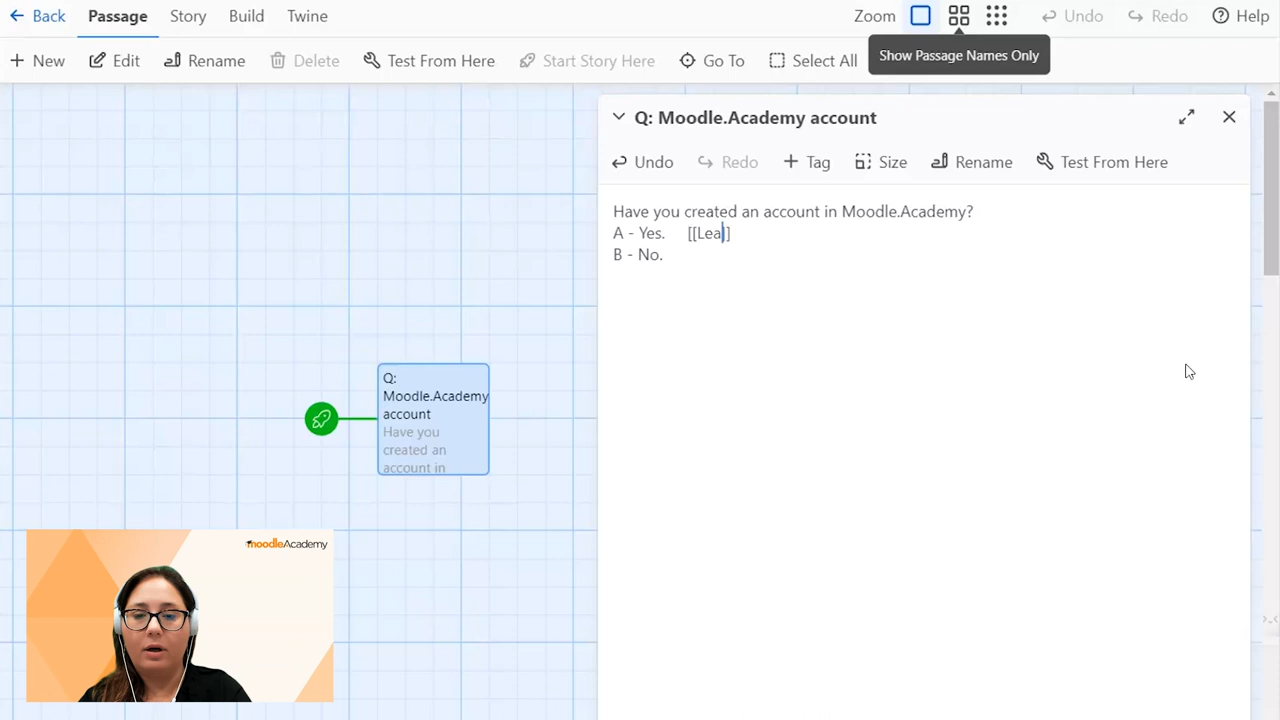 Back Passage Story Build Twine Zoom Undo Redo Help
New Edit Rename Delete Test From Here Start Story Here Go To Select All
Show Passage Names Only
Q: Moodle.Academy account
Undo Redo Tag Size Rename Test From Here
Have you created an account in Moodle.Academy?
A - Yes. [[Lea]]
B - No.
Q:
Moodle.Academy
account
Have you
created an
account in
moodleAcademy